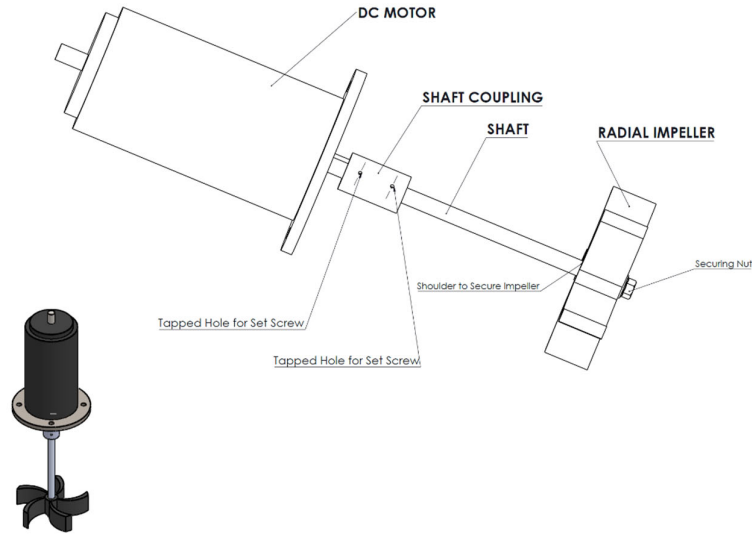 DC MOTOR
SHAFT COUPLING
SHAFT
RADIAL IMPELLER
Securing Nut
Shoulder to Secure Impeller
Tapped Hole for Set Screw
Tapped Hole for Set Screw